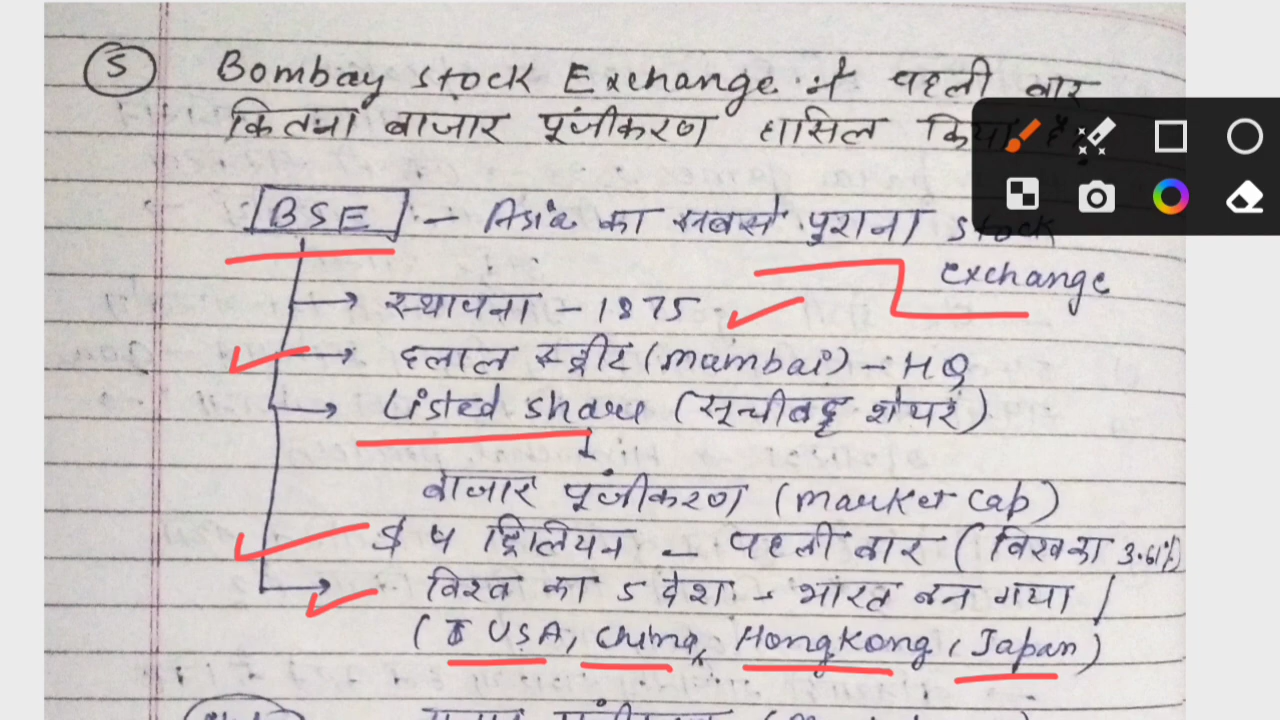 5 Bombay Stock Exchange ने पहली बार
कितना बाजार पूंजीकरण हासिल किया है
BSE - Asia का सबसे पुराना stock
exchange
→ स्थापना - 1875
→ दलाल स्ट्रीट (mambai) - HQ
→ Listed share (सूचीबद्ध शेयर)
बाजार पूंजीकरण (market cap)
$ 4 ट्रिलियन - पहली बार (विश्व का 3.61%)
→ विश्व का 5 देश - भारत बन गया |
(USA, China, Hongkong, Japan)